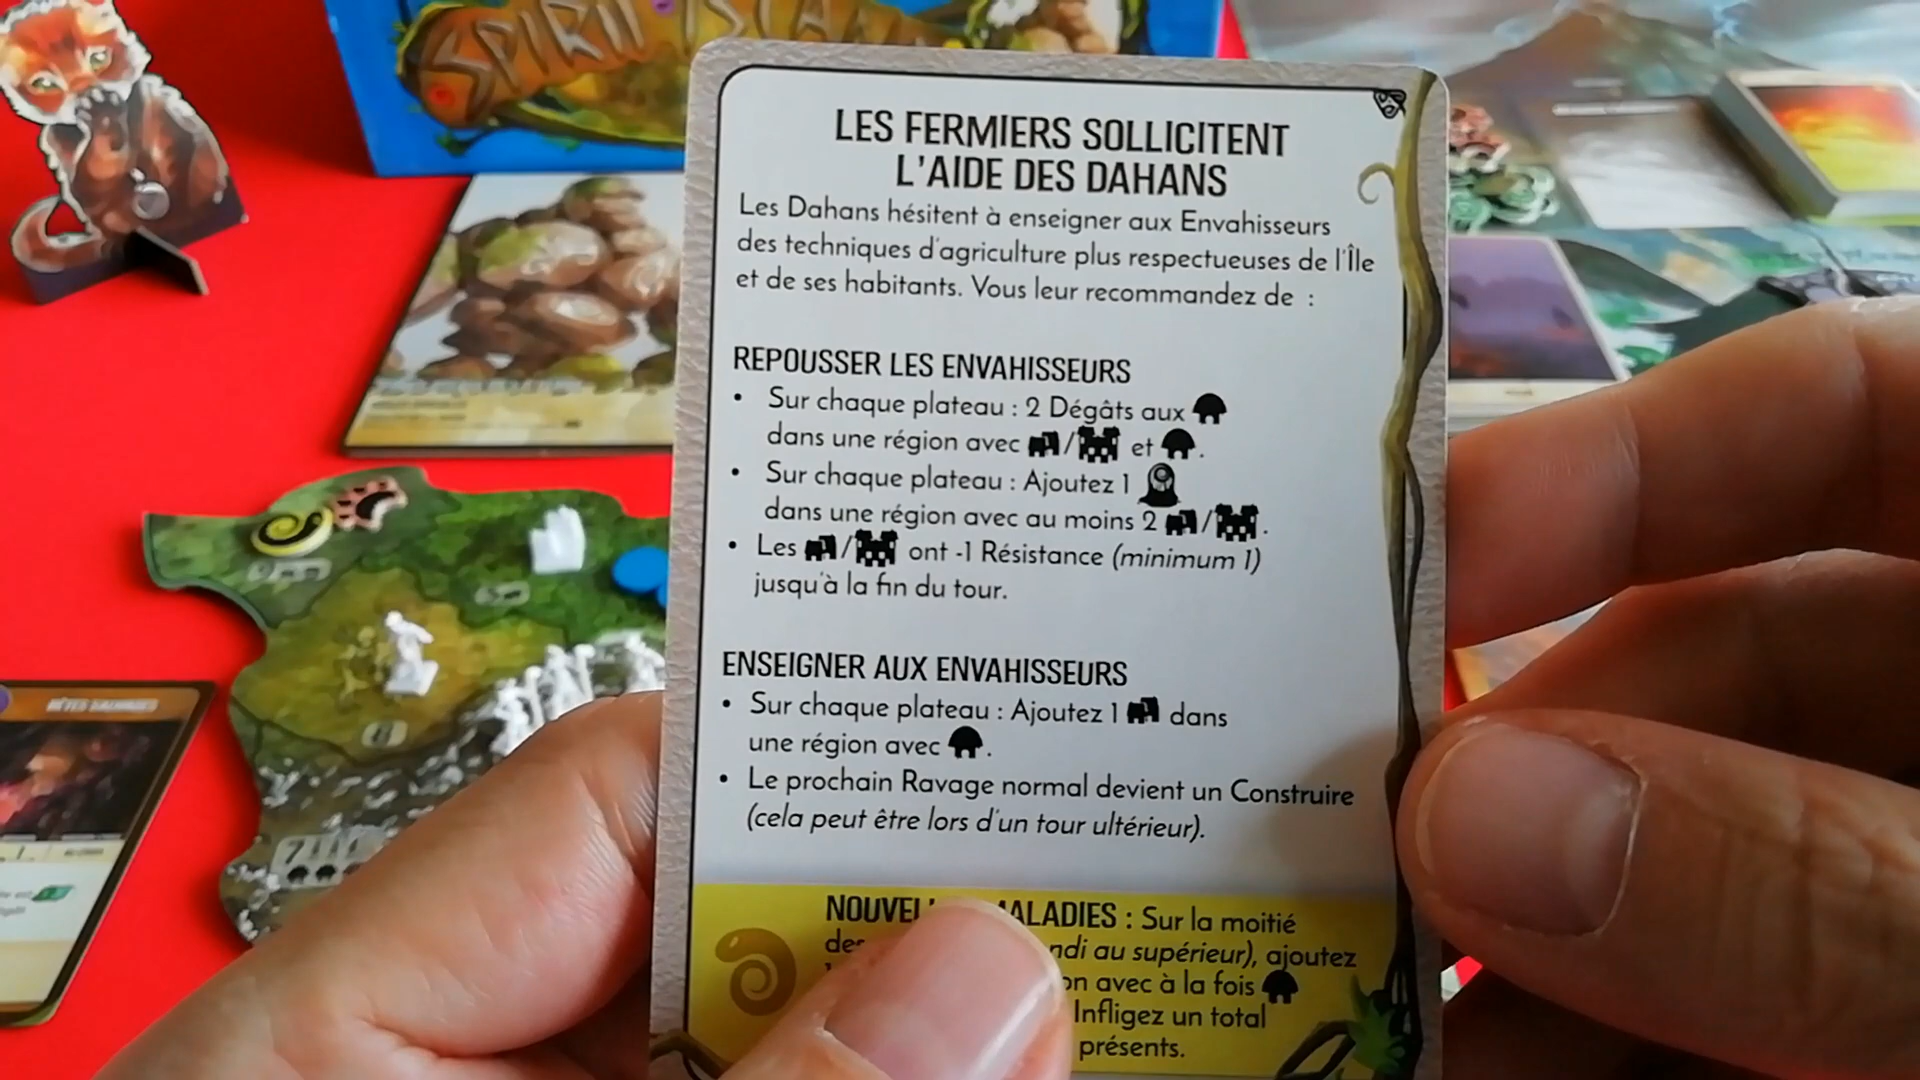 SPIRIT ISLAND
LES FERMIERS SOLLICITENT
L'AIDE DES DAHANS
Les Dahans hésitent à enseigner aux Envahisseurs
des techniques d'agriculture plus respectueuses de l'Île
et de ses habitants. Vous leur recommandez de :
REPOUSSER LES ENVAHISSEURS
• Sur chaque plateau : 2 Dégâts aux
dans une région avec / et .
• Sur chaque plateau : Ajoutez 1
dans une région avec au moins 2 / .
• Les / ont -1 Résistance (minimum 1)
jusqu'à la fin du tour.
ENSEIGNER AUX ENVAHISSEURS
• Sur chaque plateau : Ajoutez 1 dans
une région avec .
• Le prochain Ravage normal devient un Construire
(cela peut être lors d'un tour ultérieur).
: Sur la moitié
au supérieur), ajoutez
avec à la fois
Infligez un total
présents.
7
8